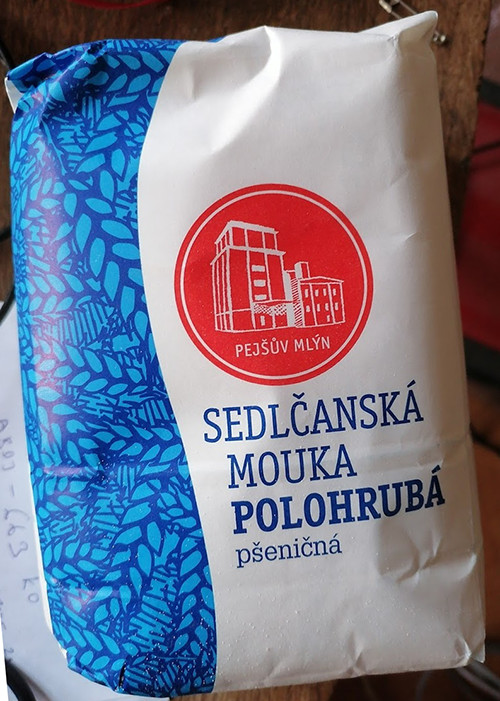 PEJŠŮV MLÝN
SEDLČANSKÁ
MOUKA
POLOHRUBÁ
pšeničná